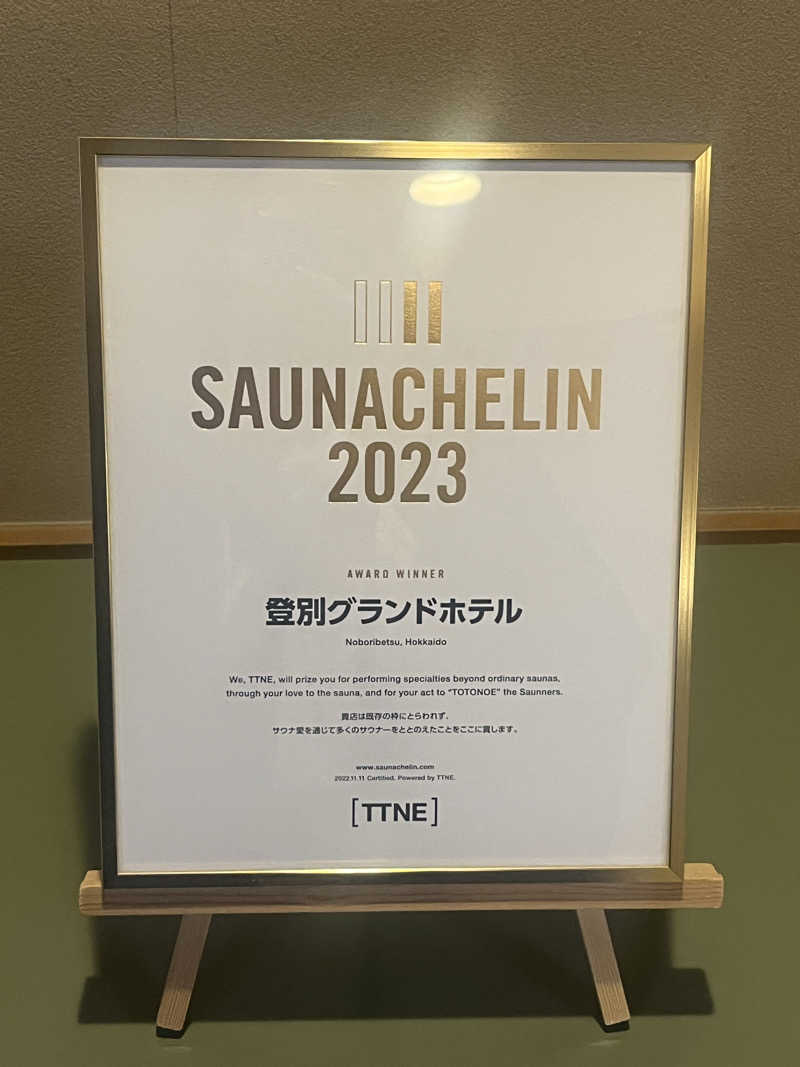 SAUNACHELIN
2023
AWARD WINNER
登別グランドホテル
Noboribetsu, Hokkaido
We, TTNE, will prize you for performing specialties beyond ordinary saunas,
through your love to the sauna, and for your act to "TOTONOE" the Saunners.
貴店は既存の枠にとらわれず、
サウナ愛を通じて多くのサウナーをととのえたことをここに賞します。
www.saunachelin.com
2022.11.11 Certified. Powered by TTNE.
[TTNE]